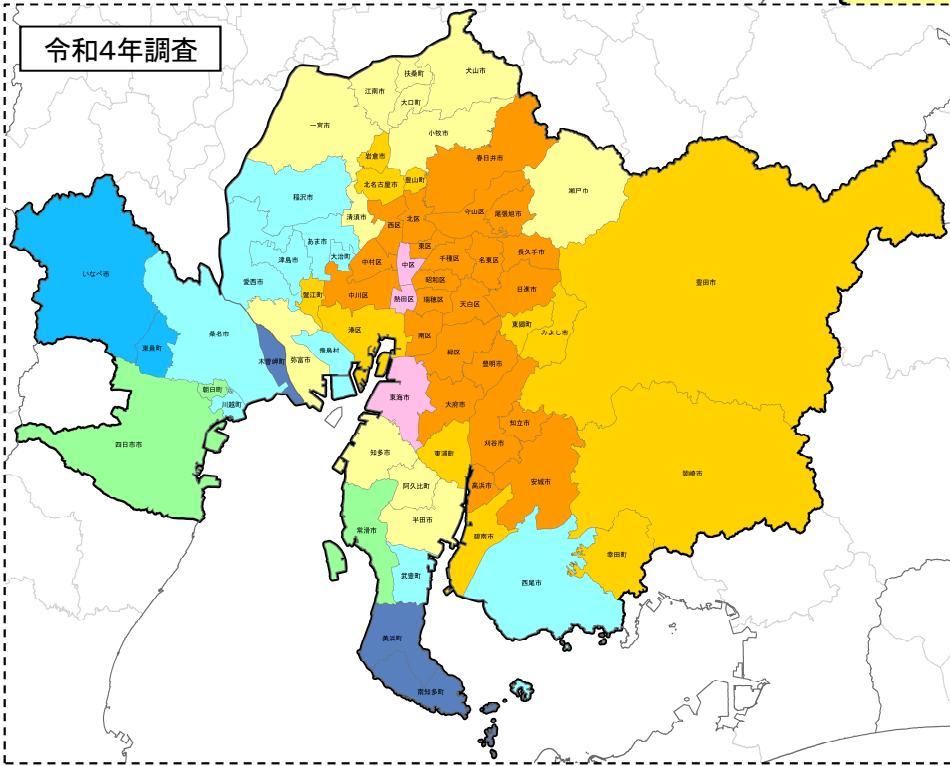 令和4年調査
犬山市
扶桑町
江南市
大口町
一宮市
小牧市
岩倉市
春日井市
豊山町
北名古屋市
瀬戸市
稲沢市
清須市
北区
守山区
尾張旭市
西区
あま市
東区
大治町
長久手市
津島市
中村区
中区
千種区
名東区
いなべ市
愛西市
昭和区
豊田市
日進市
蟹江町
中川区
熱田区
瑞穂区
天白区
東郷町
みよし市
港区
桑名市
南区
東員町
飛島村
緑区
木曽岬町
弥富市
豊明市
朝日町
川越町
東海市
大府市
知立市
四日市市
刈谷市
知多市
東浦町
岡崎市
高浜市
安城市
阿久比町
半田市
常滑市
碧南市
幸田町
武豊町
西尾市
美浜町
南知多町